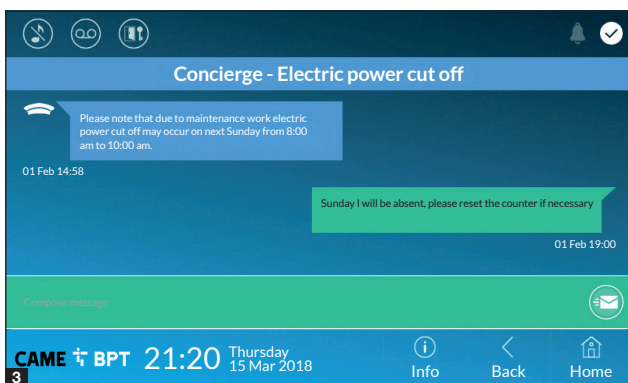 Concierge - Electric power cut off
Please note that due to maintenance work electric
power cut off may occur on next Sunday from 8:00
am to 10:00 am.
01 Feb 14:58
Sunday I will be absent, please reset the counter if necessary
01 Feb 19:00
Compose message
CAME BPT 21:20 Thursday
15 Mar 2018
Info Back Home
3